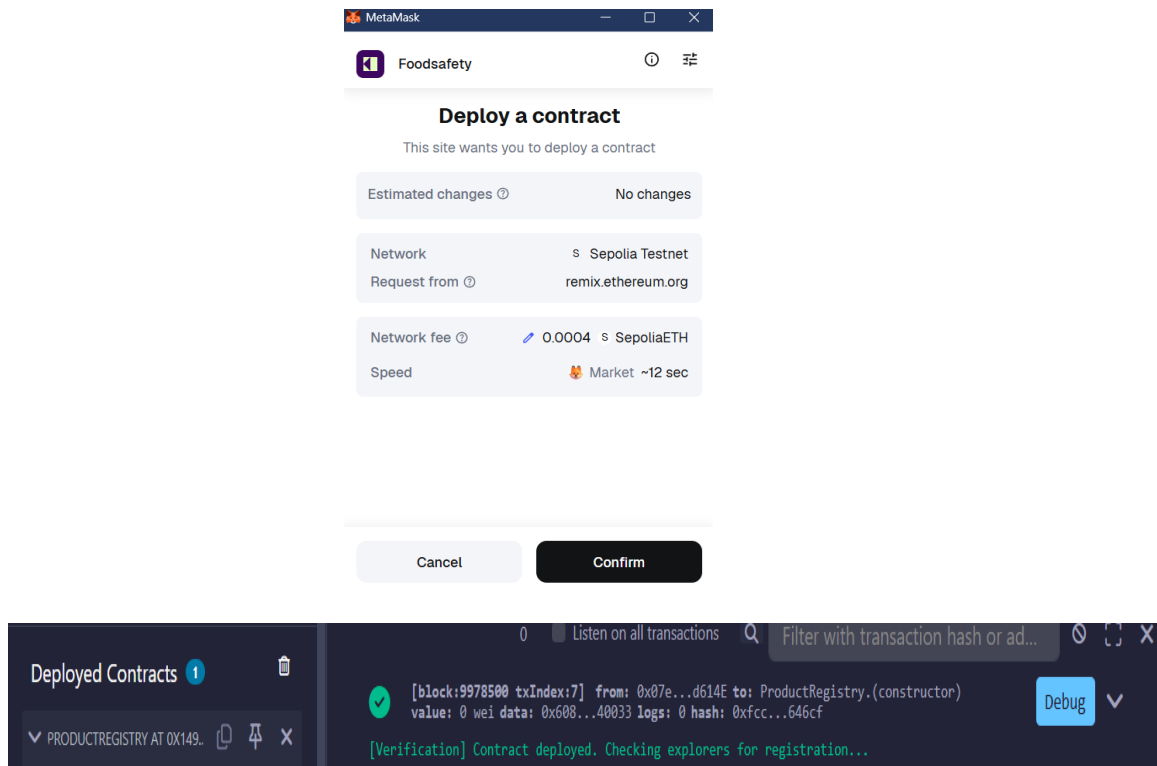 MetaMask
Foodsafety
Deploy a contract
This site wants you to deploy a contract
Estimated changes No changes
Network S Sepolia Testnet
Request from remix.ethereum.org
Network fee 0.0004 S SepoliaETH
Speed Market ~12 sec
Cancel Confirm
0 Listen on all transactions Filter with transaction hash or ad...
Deployed Contracts 1
[block:9978500 txIndex:7] from: 0x07e...d614E to: ProductRegistry.(constructor)
value: 0 wei data: 0x608...40033 logs: 0 hash: 0xfcc...646cf
Debug
PRODUCTREGISTRY AT 0X149..
[Verification] Contract deployed. Checking explorers for registration...